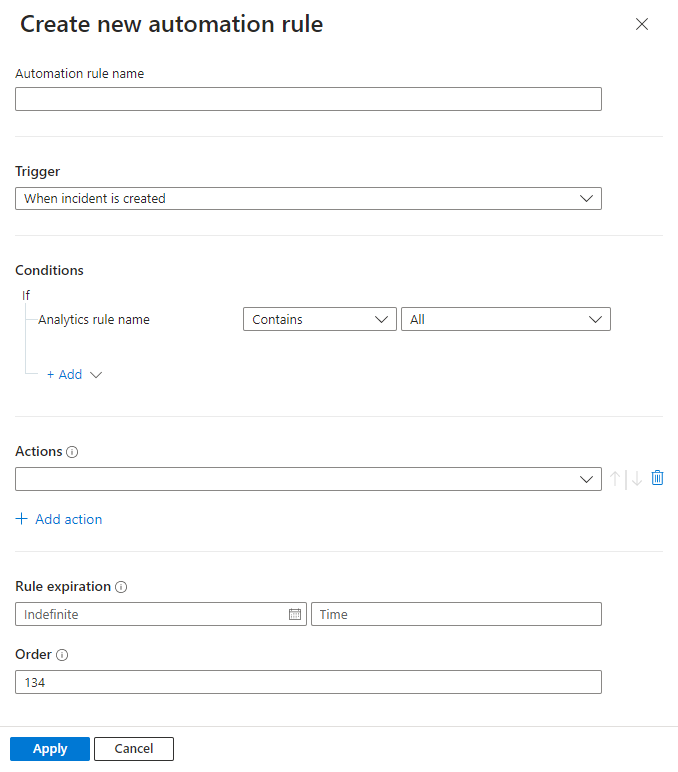 Create new automation rule
Automation rule name
Trigger
When incident is created
Conditions
If
Analytics rule name Contains All
+ Add
Actions
+ Add action
Rule expiration
Indefinite Time
Order
134
Apply Cancel